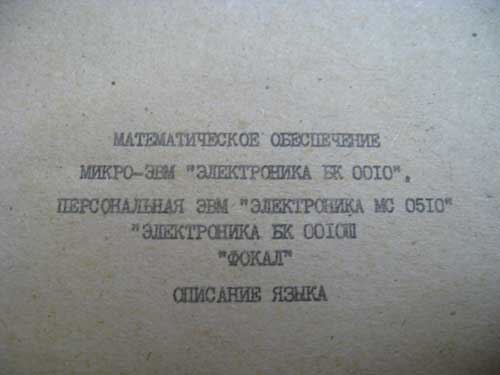 МАТЕМАТИЧЕСКОЕ ОБЕСПЕЧЕНИЕ
МИКРО-ЭВМ "ЭЛЕКТРОНИКА БК 0010",
ПЕРСОНАЛЬНАЯ ЭВМ "ЭЛЕКТРОНИКА МС 0510"
"ЭЛЕКТРОНИКА БК 0010Ш
"ФОКАЛ"
ОПИСАНИЕ ЯЗЫКА